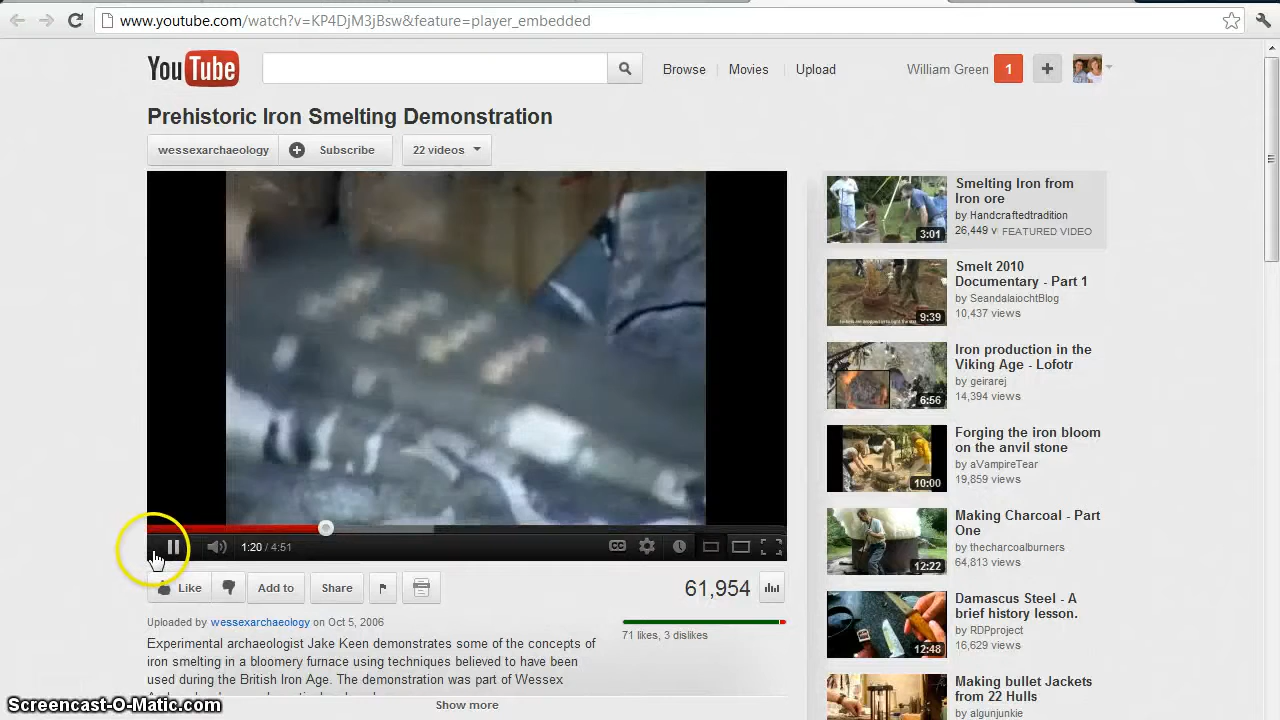 www.youtube.com/watch?v=KP4DjM3jBsw&feature=player_embedded
YouTube
Browse
Movies
Upload
William Green
1
+
Prehistoric Iron Smelting Demonstration
wessexarchaeology
Subscribe
22 videos
1:20 / 4:51
CC
Like
Add to
Share
61,954
Uploaded by wessexarchaeology on Oct 5, 2006
71 likes, 3 dislikes
Experimental archaeologist Jake Keen demonstrates some of the concepts of
iron smelting in a bloomery furnace using techniques believed to have been
used during the British Iron Age. The demonstration was part of Wessex
Show more
Smelting Iron from
Iron ore
by Handcraftedtradition
26,449 v FEATURED VIDEO
3:01
Smelt 2010
Documentary - Part 1
by SeandalaiochtBlog
10,437 views
9:39
Iron production in the
Viking Age - Lofotr
by geirarej
14,394 views
6:56
Forging the iron bloom
on the anvil stone
by aVampireTear
19,859 views
10:00
Making Charcoal - Part
One
by thecharcoalburners
64,813 views
12:22
Damascus Steel - A
brief history lesson.
by RDPproject
16,629 views
12:48
Making bullet Jackets
from 22 Hulls
by algunjunkie
Screencast-O-Matic.com